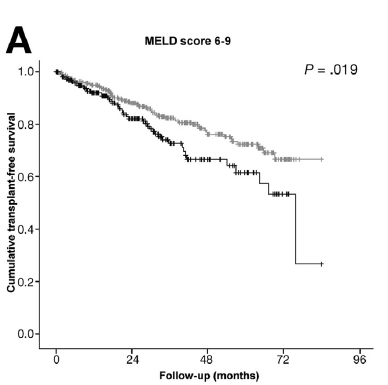 A
MELD score 6-9
P = .019
Cumulative transplant-free survival
1.0
0.8
0.6
0.4
0.2
0.0
0 24 48 72 96
Follow-up (months)